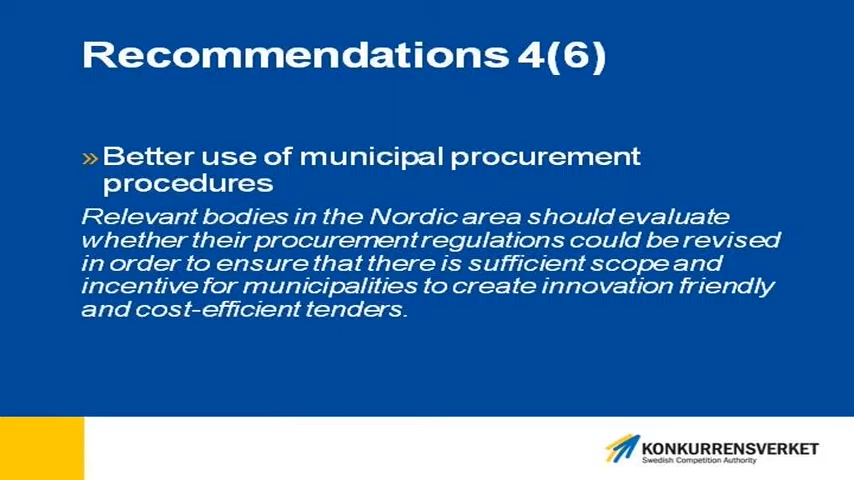 Recommendations 4(6)
» Better use of municipal procurement
procedures
Relevant bodies in the Nordic area should evaluate
whether their procurement regulations could be revised
in order to ensure that there is sufficient scope and
incentive for municipalities to create innovation friendly
and cost-efficient tenders.
KONKURRENSVERKET
Swedish Competition Authority